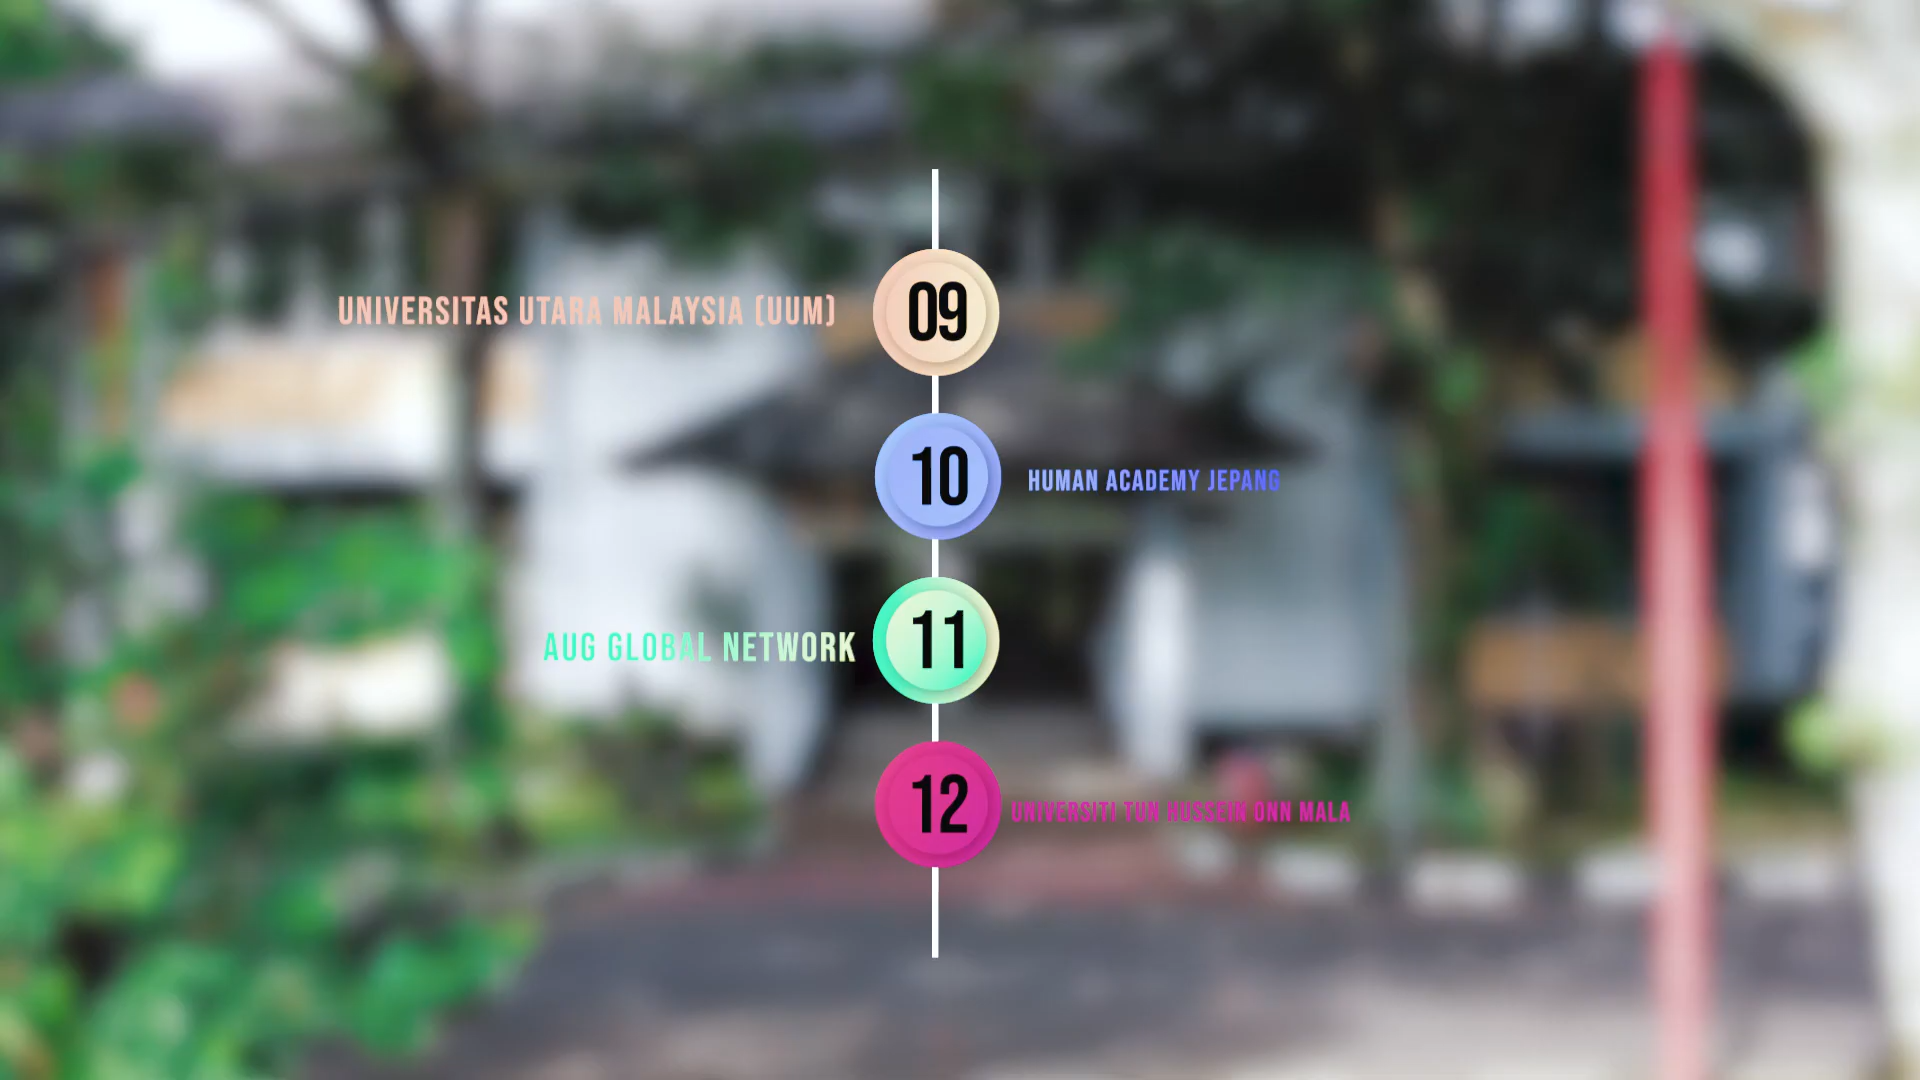 UNIVERSITAS UTARA MALAYSIA (UUM)
09
10
HUMAN ACADEMY JEPANG
AUG GLOBAL NETWORK
11
12
UNIVERSITI TUN HUSSEIN ONN MALA